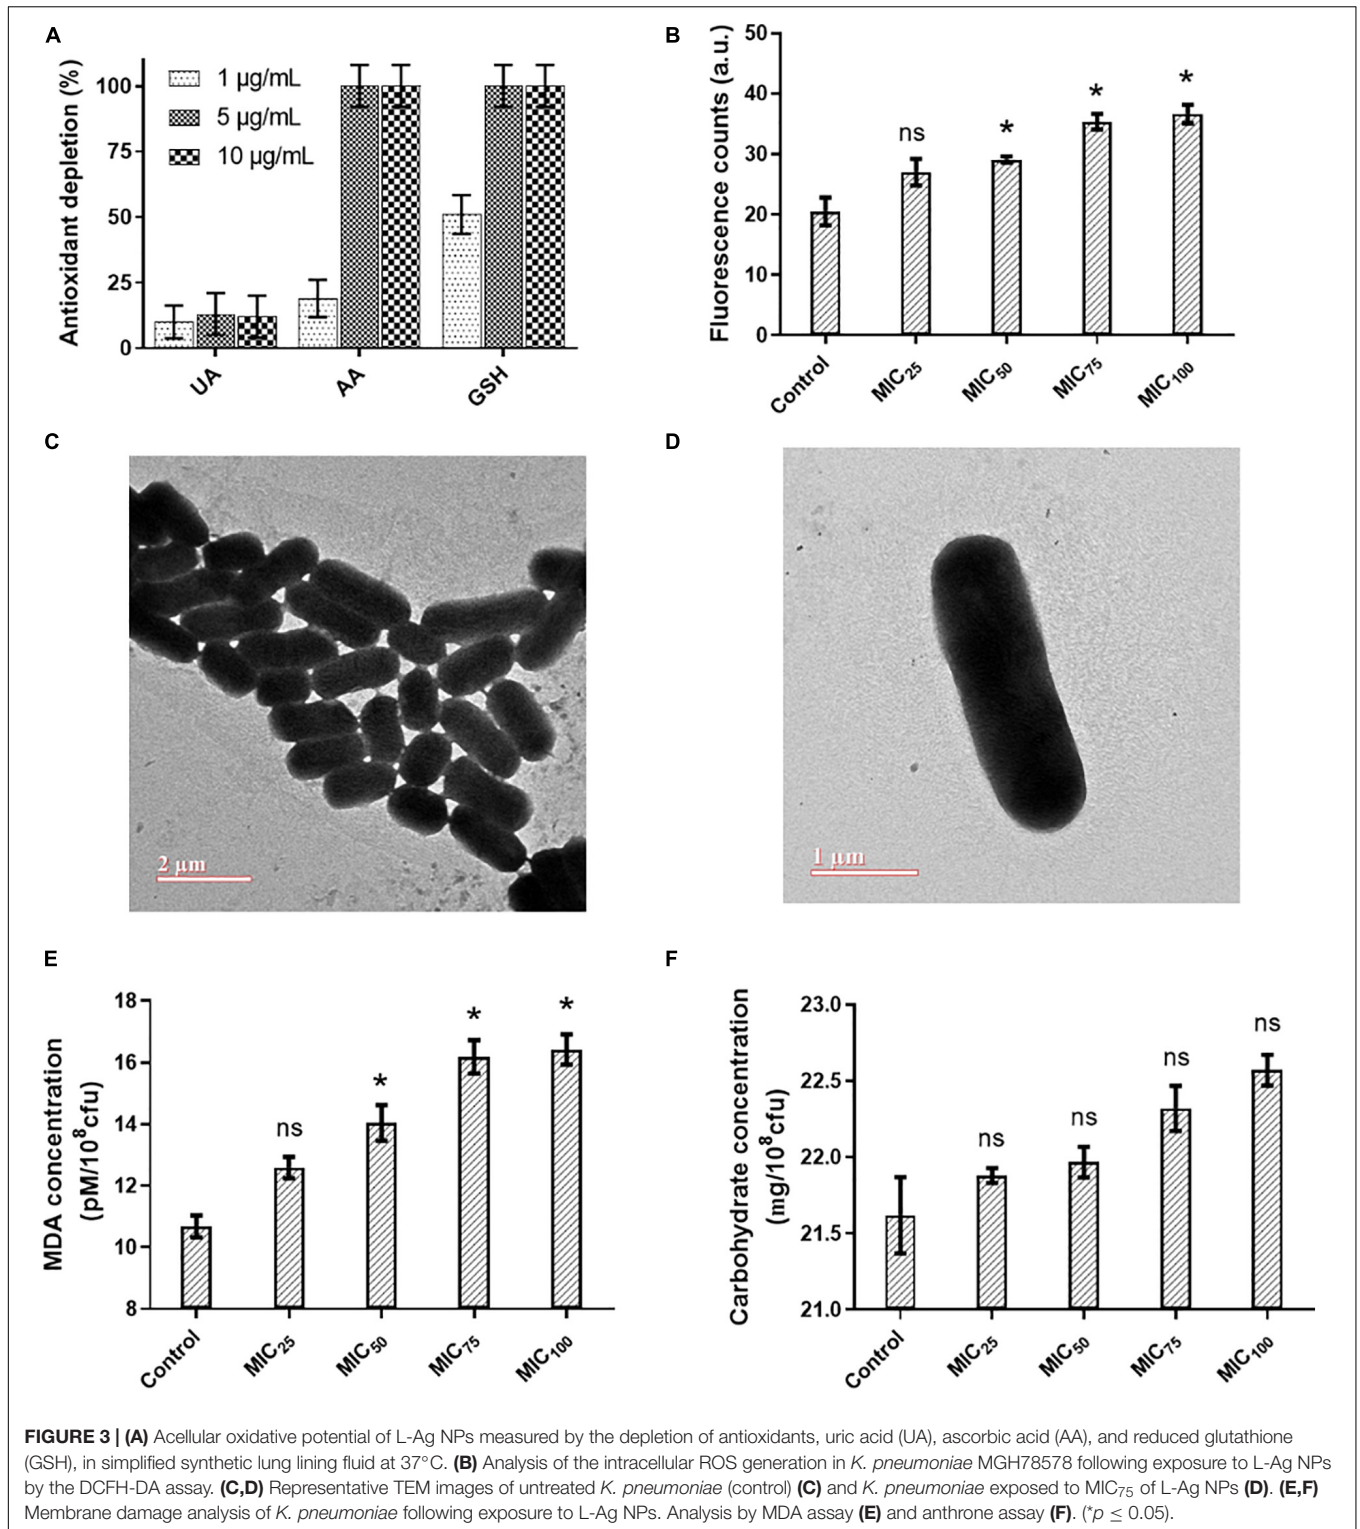 A
Antioxidant depletion (%)
100
75
50
25
0
1 µg/mL
5 µg/mL
10 µg/mL
UA
AA
GSH
B
Fluorescence counts (a.u.)
50
40
30
20
10
0
ns
*
*
*
Control
MIC25
MIC50
MIC75
MIC100
C
2 µm
D
1 µm
E
MDA concentration
(pM/10⁸cfu)
18
16
14
12
10
8
ns
*
*
*
Control
MIC25
MIC50
MIC75
MIC100
F
Carbohydrate concentration
(mg/10⁸cfu)
23.0
22.5
22.0
21.5
21.0
ns
ns
ns
ns
Control
MIC25
MIC50
MIC75
MIC100
FIGURE 3 | (A) Acellular oxidative potential of L-Ag NPs measured by the depletion of antioxidants, uric acid (UA), ascorbic acid (AA), and reduced glutathione
(GSH), in simplified synthetic lung lining fluid at 37°C. (B) Analysis of the intracellular ROS generation in K. pneumoniae MGH78578 following exposure to L-Ag NPs
by the DCFH-DA assay. (C,D) Representative TEM images of untreated K. pneumoniae (control) (C) and K. pneumoniae exposed to MIC75 of L-Ag NPs (D). (E,F)
Membrane damage analysis of K. pneumoniae following exposure to L-Ag NPs. Analysis by MDA assay (E) and anthrone assay (F). (*p ≤ 0.05).